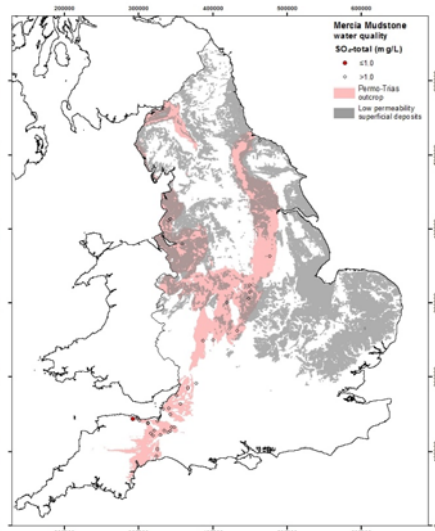 200000 300000 400000 500000 600000
Mercia Mudstone
water quality
SO₄-total (mg/L)
≤1.0
>1.0
Permo-Trias
outcrop
Low permeability
superficial deposits